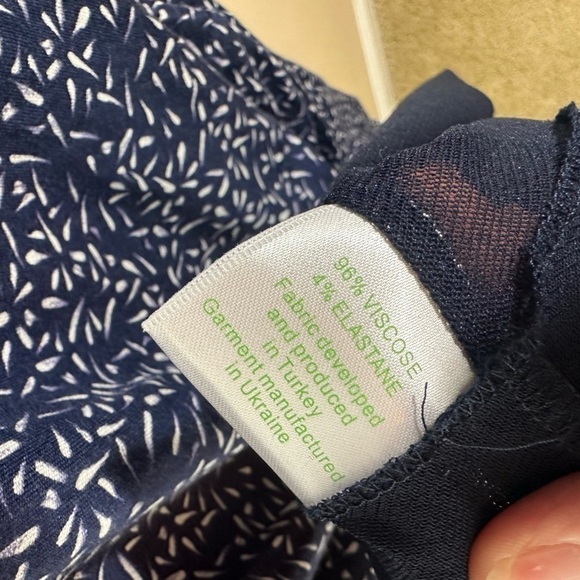 96% VISCOSE
4% ELASTANE
Fabric developed
and produced
in Turkey
Garment manufactured
in Ukraine